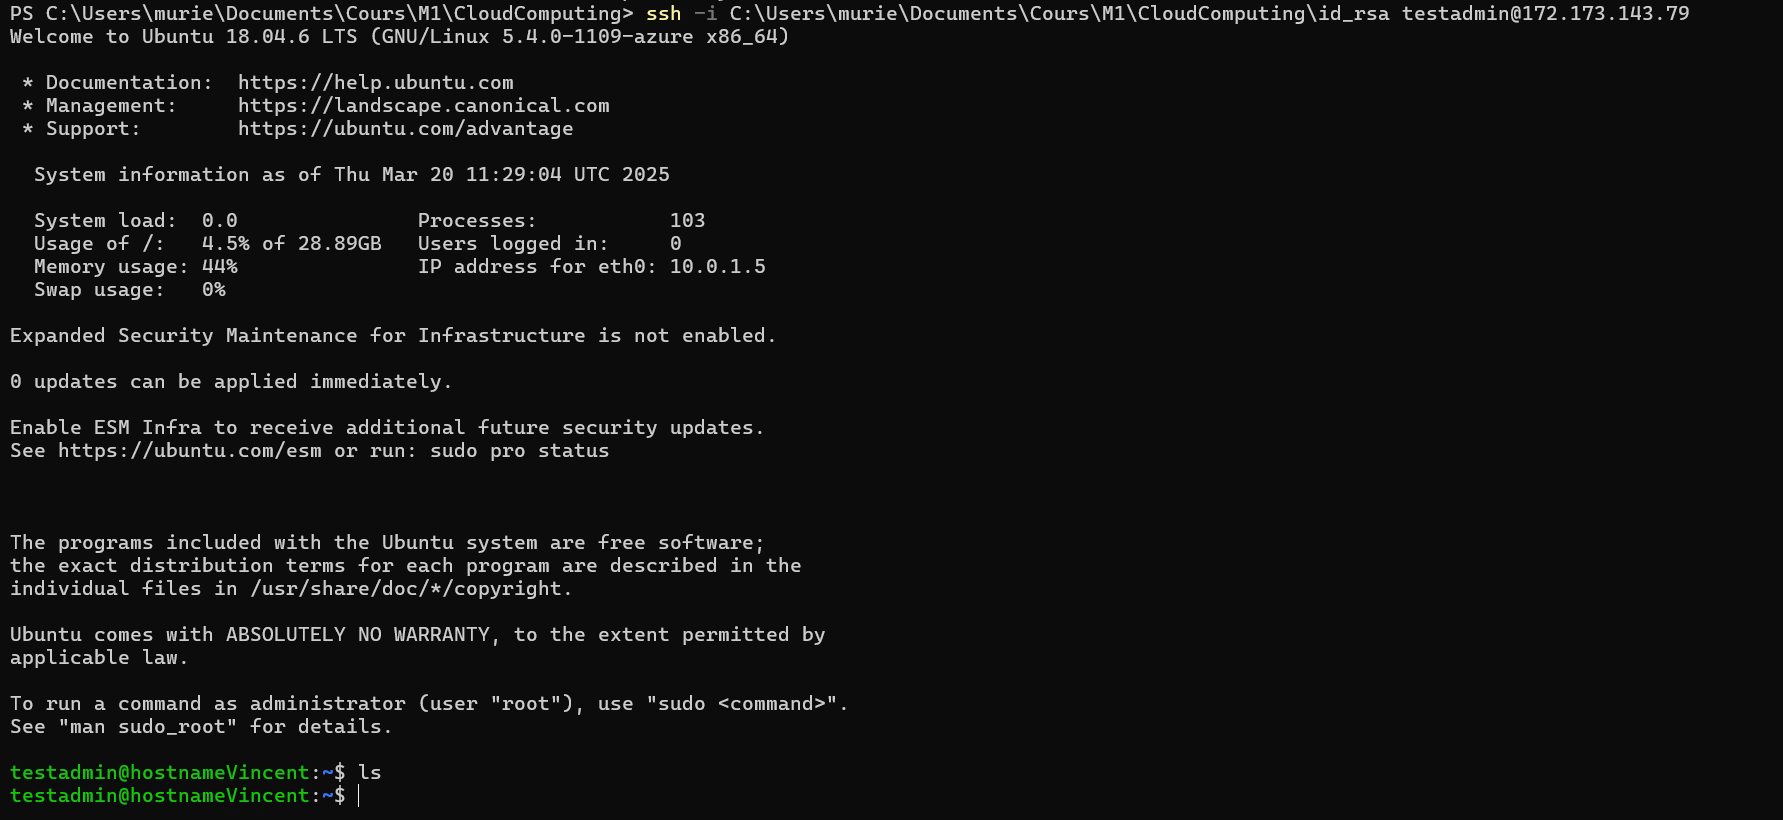 PS C:\Users\murie\Documents\Cours\M1\CloudComputing> ssh -i C:\Users\murie\Documents\Cours\M1\CloudComputing\id_rsa testadmin@172.173.143.79
Welcome to Ubuntu 18.04.6 LTS (GNU/Linux 5.4.0-1109-azure x86_64)
* Documentation:  https://help.ubuntu.com
* Management:     https://landscape.canonical.com
* Support:        https://ubuntu.com/advantage
System information as of Thu Mar 20 11:29:04 UTC 2025
System load:  0.0               Processes:           103
Usage of /:   4.5% of 28.89GB   Users logged in:     0
Memory usage: 44%               IP address for eth0: 10.0.1.5
Swap usage:   0%
Expanded Security Maintenance for Infrastructure is not enabled.
0 updates can be applied immediately.
Enable ESM Infra to receive additional future security updates.
See https://ubuntu.com/esm or run: sudo pro status
The programs included with the Ubuntu system are free software;
the exact distribution terms for each program are described in the
individual files in /usr/share/doc/*/copyright.
Ubuntu comes with ABSOLUTELY NO WARRANTY, to the extent permitted by
applicable law.
To run a command as administrator (user "root"), use "sudo <command>".
See "man sudo_root" for details.
testadmin@hostnameVincent:~$ ls
testadmin@hostnameVincent:~$